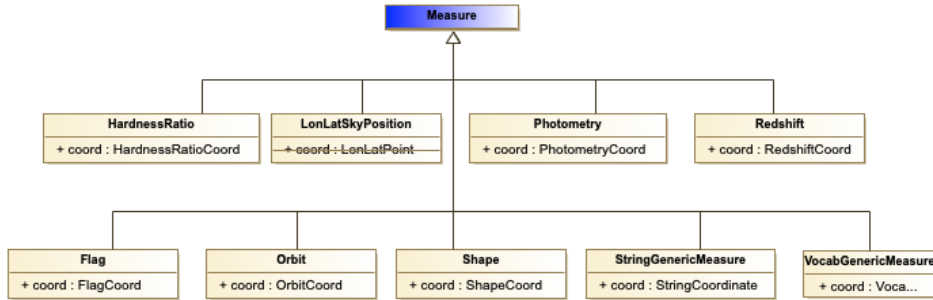 Measure
HardnessRatio
+ coord : HardnessRatioCoord
LonLatSkyPosition
+ coord : LonLatPoint
Photometry
+ coord : PhotometryCoord
Redshift
+ coord : RedshiftCoord
Flag
+ coord : FlagCoord
Orbit
+ coord : OrbitCoord
Shape
+ coord : ShapeCoord
StringGenericMeasure
+ coord : StringCoordinate
VocabGenericMeasure
+ coord : Voca...